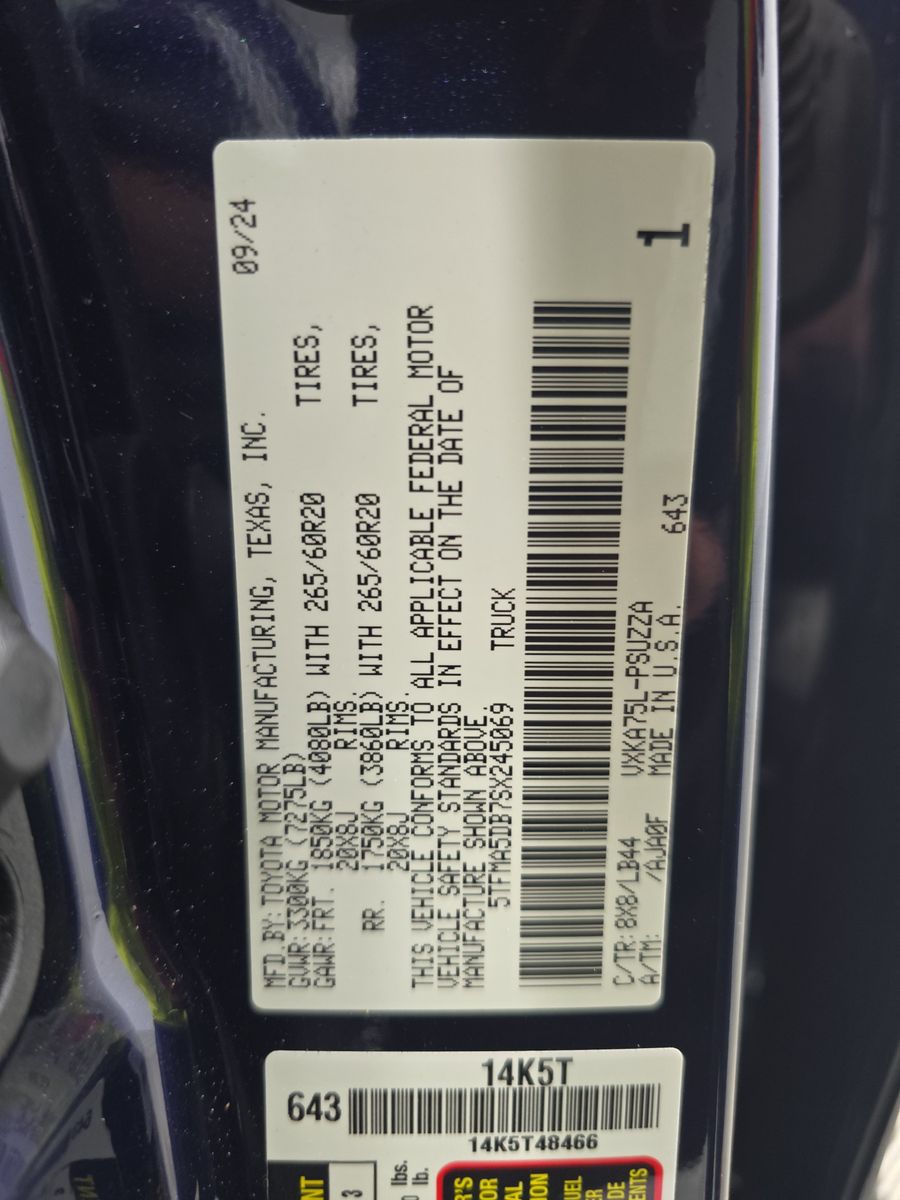 09/24
MFD.BY:TOYOTA MOTOR MANUFACTURING, TEXAS, INC.
GVWR:3300KG (7275LB)
GAWR:FRT. 1850KG (4080LB) WITH 265/60R20 TIRES,
20X8J RIMS.
RR. 1750KG (3860LB) WITH 265/60R20 TIRES,
20X8J RIMS.
THIS VEHICLE CONFORMS TO ALL APPLICABLE FEDERAL MOTOR
VEHICLE SAFETY STANDARDS IN EFFECT ON THE DATE OF
MANUFACTURE SHOWN ABOVE.
5TFMA5DB7SX245069 TRUCK
1
C/TR:8X8/LB44 VXKA75L-PSUZZA
A/TM: /AJA0F MADE IN U.S.A. 643
14K5T
643
14K5T48466
lbs.
lb.
3